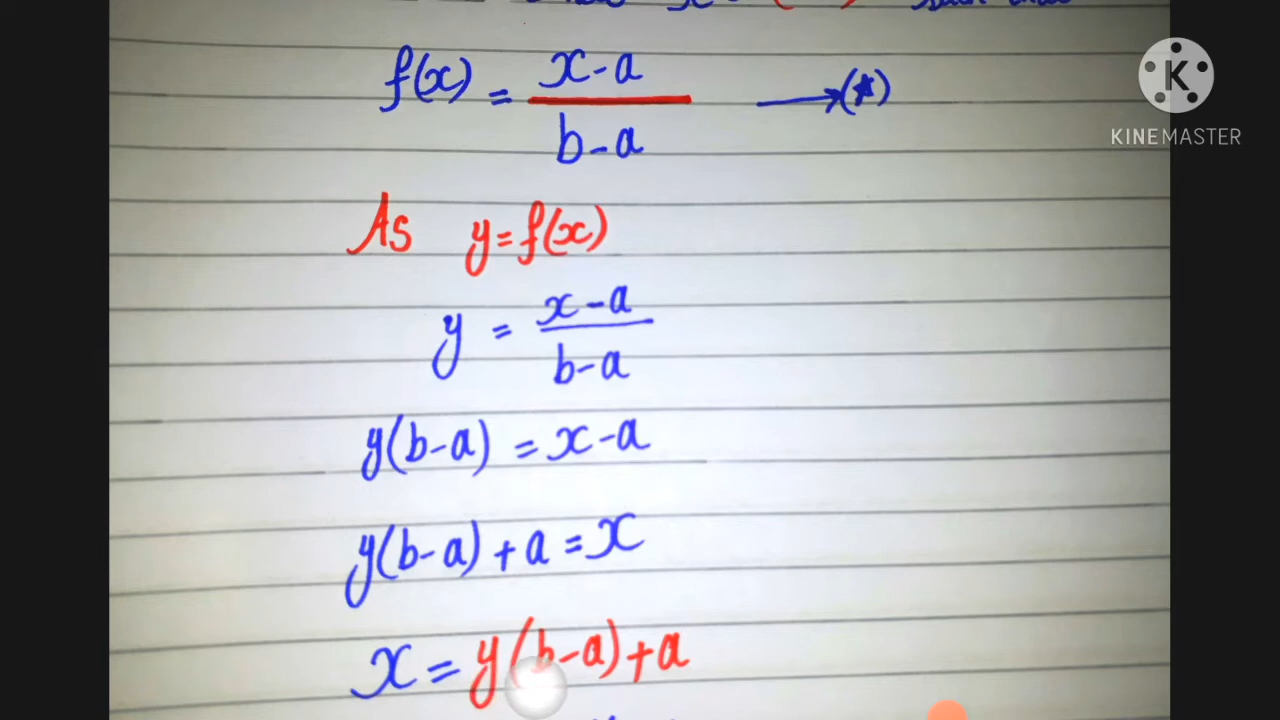 f(x) = x-a / b-a → (*)
KINEMASTER
As y=f(x)
y = x-a / b-a
y(b-a) = x-a
y(b-a)+a=x
x = y(b-a)+a